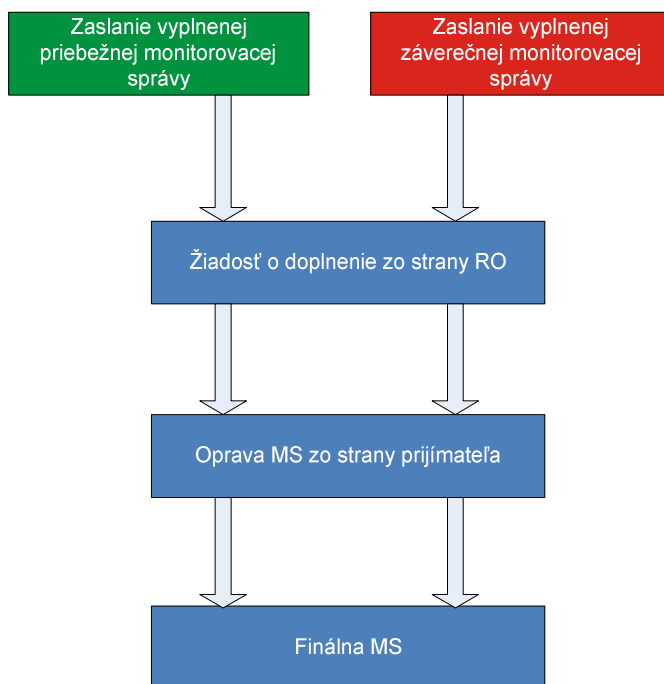 Zaslanie vyplnenej
priebežnej monitorovacej
správy
Zaslanie vyplnenej
záverečnej monitorovacej
správy
Žiadosť o doplnenie zo strany RO
Oprava MS zo strany prijímateľa
Finálna MS